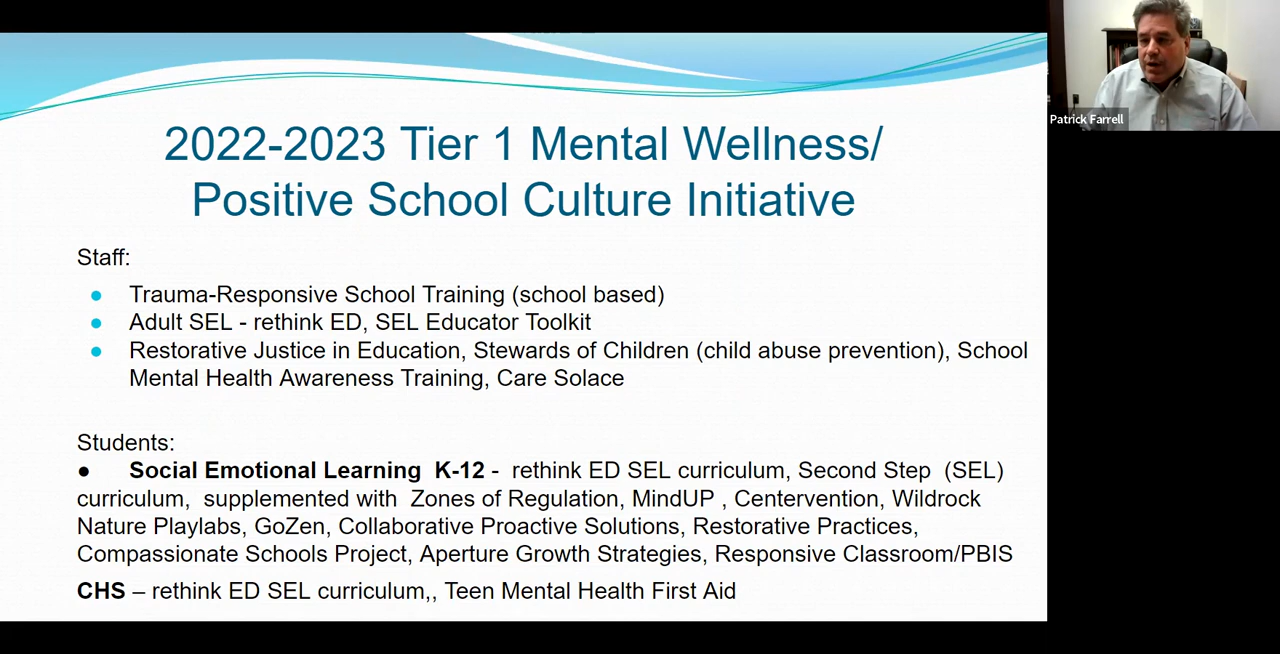 2022-2023 Tier 1 Mental Wellness/
Positive School Culture Initiative
Staff:
● Trauma-Responsive School Training (school based)
● Adult SEL - rethink ED, SEL Educator Toolkit
● Restorative Justice in Education, Stewards of Children (child abuse prevention), School
Mental Health Awareness Training, Care Solace
Students:
● Social Emotional Learning K-12 - rethink ED SEL curriculum, Second Step (SEL)
curriculum, supplemented with Zones of Regulation, MindUP , Centervention, Wildrock
Nature Playlabs, GoZen, Collaborative Proactive Solutions, Restorative Practices,
Compassionate Schools Project, Aperture Growth Strategies, Responsive Classroom/PBIS
CHS – rethink ED SEL curriculum,, Teen Mental Health First Aid
Patrick Farrell